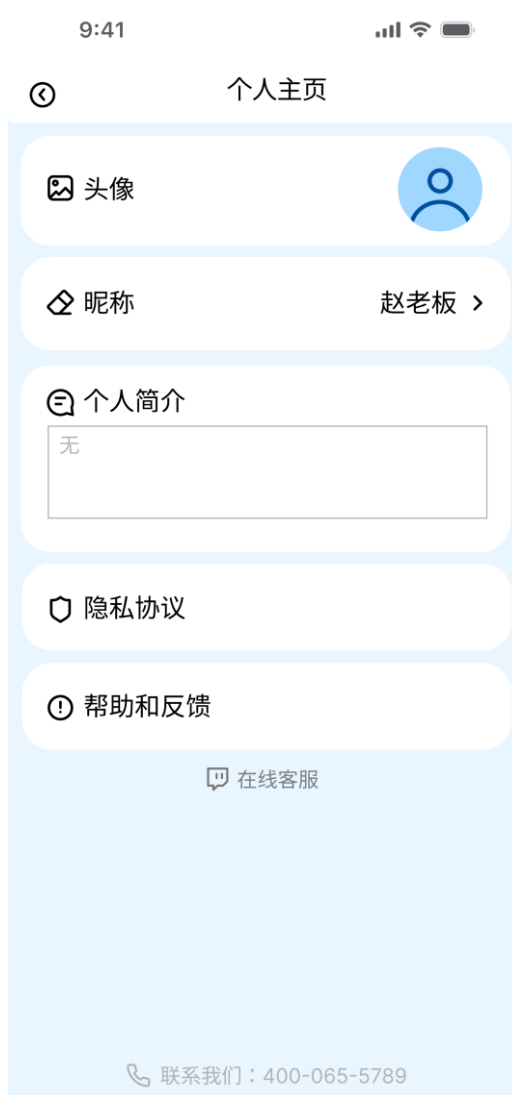 9:41
个人主页
头像
昵称 赵老板
个人简介
无
隐私协议
帮助和反馈
在线客服
联系我们：400-065-5789